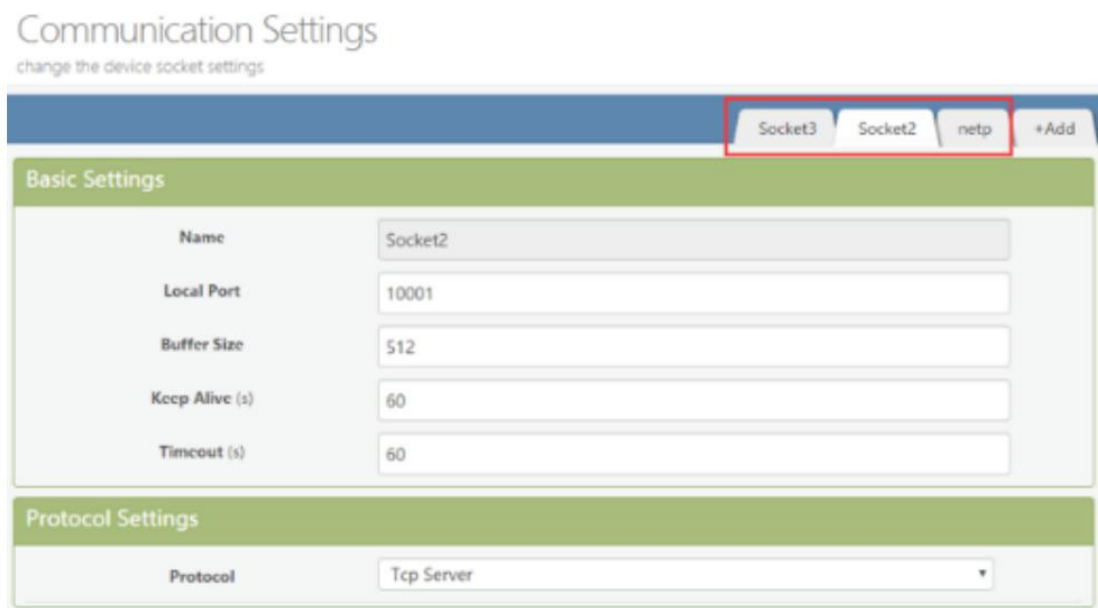 Communication Settings
change the device socket settings
Socket3 Socket2 netp +Add
Basic Settings
Name Socket2
Local Port 10001
Buffer Size 512
Keep Alive (s) 60
Timeout (s) 60
Protocol Settings
Protocol Tcp Server